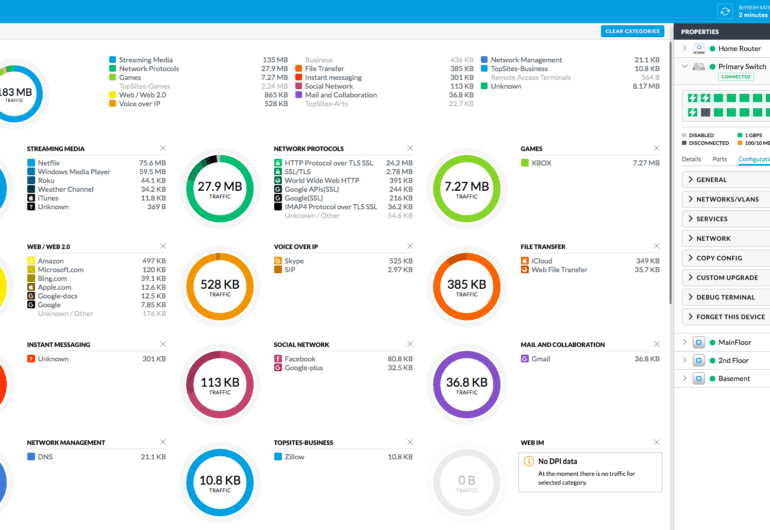 REFRESH RATE
2 minutes
CLEAR CATEGORIES
PROPERTIES
183 MB
TRAFFIC
Streaming Media 135 MB
Network Protocols 27.9 MB
Games 7.27 MB
TopSites-Games 2.24 MB
Web / Web 2.0 865 KB
Voice over IP 528 KB
Business 436 KB
File Transfer 385 KB
Instant messaging 301 KB
Social Network 113 KB
Mail and Collaboration 36.8 KB
TopSites-Arts 22.7 KB
Network Management 21.1 KB
TopSites-Business 10.8 KB
Remote Access Terminals 364 B
Unknown 8.17 MB
STREAMING MEDIA
Netflix 75.6 MB
Windows Media Player 59.5 MB
Roku 44.1 KB
Weather Channel 34.2 KB
iTunes 11.8 KB
Unknown 369 B
27.9 MB
TRAFFIC
NETWORK PROTOCOLS
HTTP Protocol over TLS SSL 24.2 MB
SSL/TLS 2.78 MB
World Wide Web HTTP 391 KB
Google APIs(SSL) 244 KB
Google(SSL) 216 KB
IMAP4 Protocol over TLS SSL 36.2 KB
Unknown / Other 54.6 KB
7.27 MB
TRAFFIC
GAMES
XBOX 7.27 MB
WEB / WEB 2.0
Amazon 497 KB
Microsoft.com 120 KB
Bing.com 39.1 KB
Apple.com 12.6 KB
Google-docs 12.5 KB
Google 7.85 KB
Unknown / Other 176 KB
528 KB
TRAFFIC
VOICE OVER IP
Skype 525 KB
SIP 2.97 KB
385 KB
TRAFFIC
FILE TRANSFER
iCloud 349 KB
Web File Transfer 35.7 KB
INSTANT MESSAGING
Unknown 301 KB
113 KB
TRAFFIC
SOCIAL NETWORK
Facebook 80.8 KB
Google-plus 32.5 KB
36.8 KB
TRAFFIC
MAIL AND COLLABORATION
Gmail 36.8 KB
NETWORK MANAGEMENT
DNS 21.1 KB
10.8 KB
TRAFFIC
TOPSITES-BUSINESS
Zillow 10.8 KB
0 B
TRAFFIC
WEB IM
No DPI data
At the moment there is no traffic for
selected category.
Home Router
Primary Switch
CONNECTED
DISABLED 1 GBPS
DISCONNECTED 100/10 MB
Details Ports Configurati
GENERAL
NETWORKS/VLANS
SERVICES
NETWORK
COPY CONFIG
CUSTOM UPGRADE
DEBUG TERMINAL
FORGET THIS DEVICE
MainFloor
2nd Floor
Basement